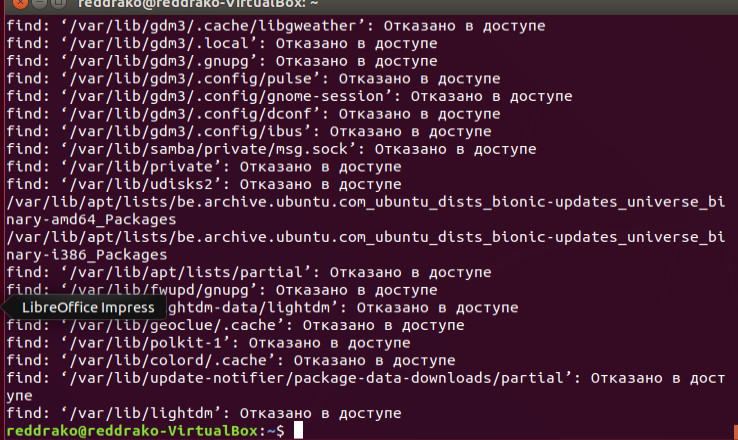 reddrako@reddrako-VirtualBox: ~
find: ‘/var/lib/gdm3/.cache/libgweather’: Отказано в доступе
find: ‘/var/lib/gdm3/.local’: Отказано в доступе
find: ‘/var/lib/gdm3/.gnupg’: Отказано в доступе
find: ‘/var/lib/gdm3/.config/pulse’: Отказано в доступе
find: ‘/var/lib/gdm3/.config/gnome-session’: Отказано в доступе
find: ‘/var/lib/gdm3/.config/dconf’: Отказано в доступе
find: ‘/var/lib/gdm3/.config/ibus’: Отказано в доступе
find: ‘/var/lib/samba/private/msg.sock’: Отказано в доступе
find: ‘/var/lib/private’: Отказано в доступе
find: ‘/var/lib/udisks2’: Отказано в доступе
/var/lib/apt/lists/be.archive.ubuntu.com_ubuntu_dists_bionic-updates_universe_bi
nary-amd64_Packages
/var/lib/apt/lists/be.archive.ubuntu.com_ubuntu_dists_bionic-updates_universe_bi
nary-i386_Packages
find: ‘/var/lib/apt/lists/partial’: Отказано в доступе
find: ‘/var/lib/fwupd/gnupg’: Отказано в доступе
LibreOffice Impress
ghtdm-data/lightdm’: Отказано в доступе
find: ‘/var/lib/geoclue/.cache’: Отказано в доступе
find: ‘/var/lib/polkit-1’: Отказано в доступе
find: ‘/var/lib/colord/.cache’: Отказано в доступе
find: ‘/var/lib/update-notifier/package-data-downloads/partial’: Отказано в дост
упе
find: ‘/var/lib/lightdm’: Отказано в доступе
reddrako@reddrako-VirtualBox:~$